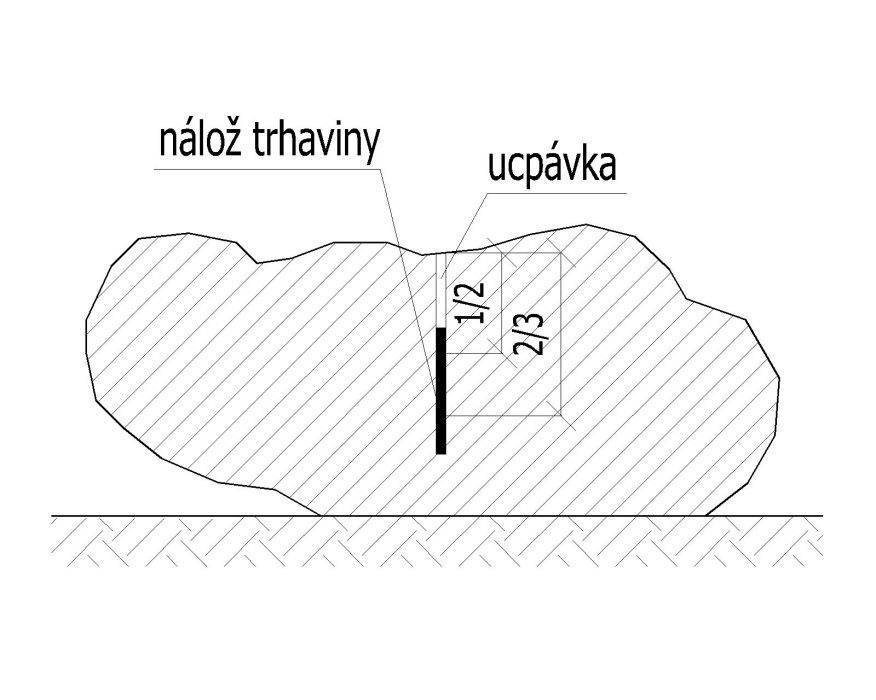 nálož trhaviny
ucpávka
1/2
2/3